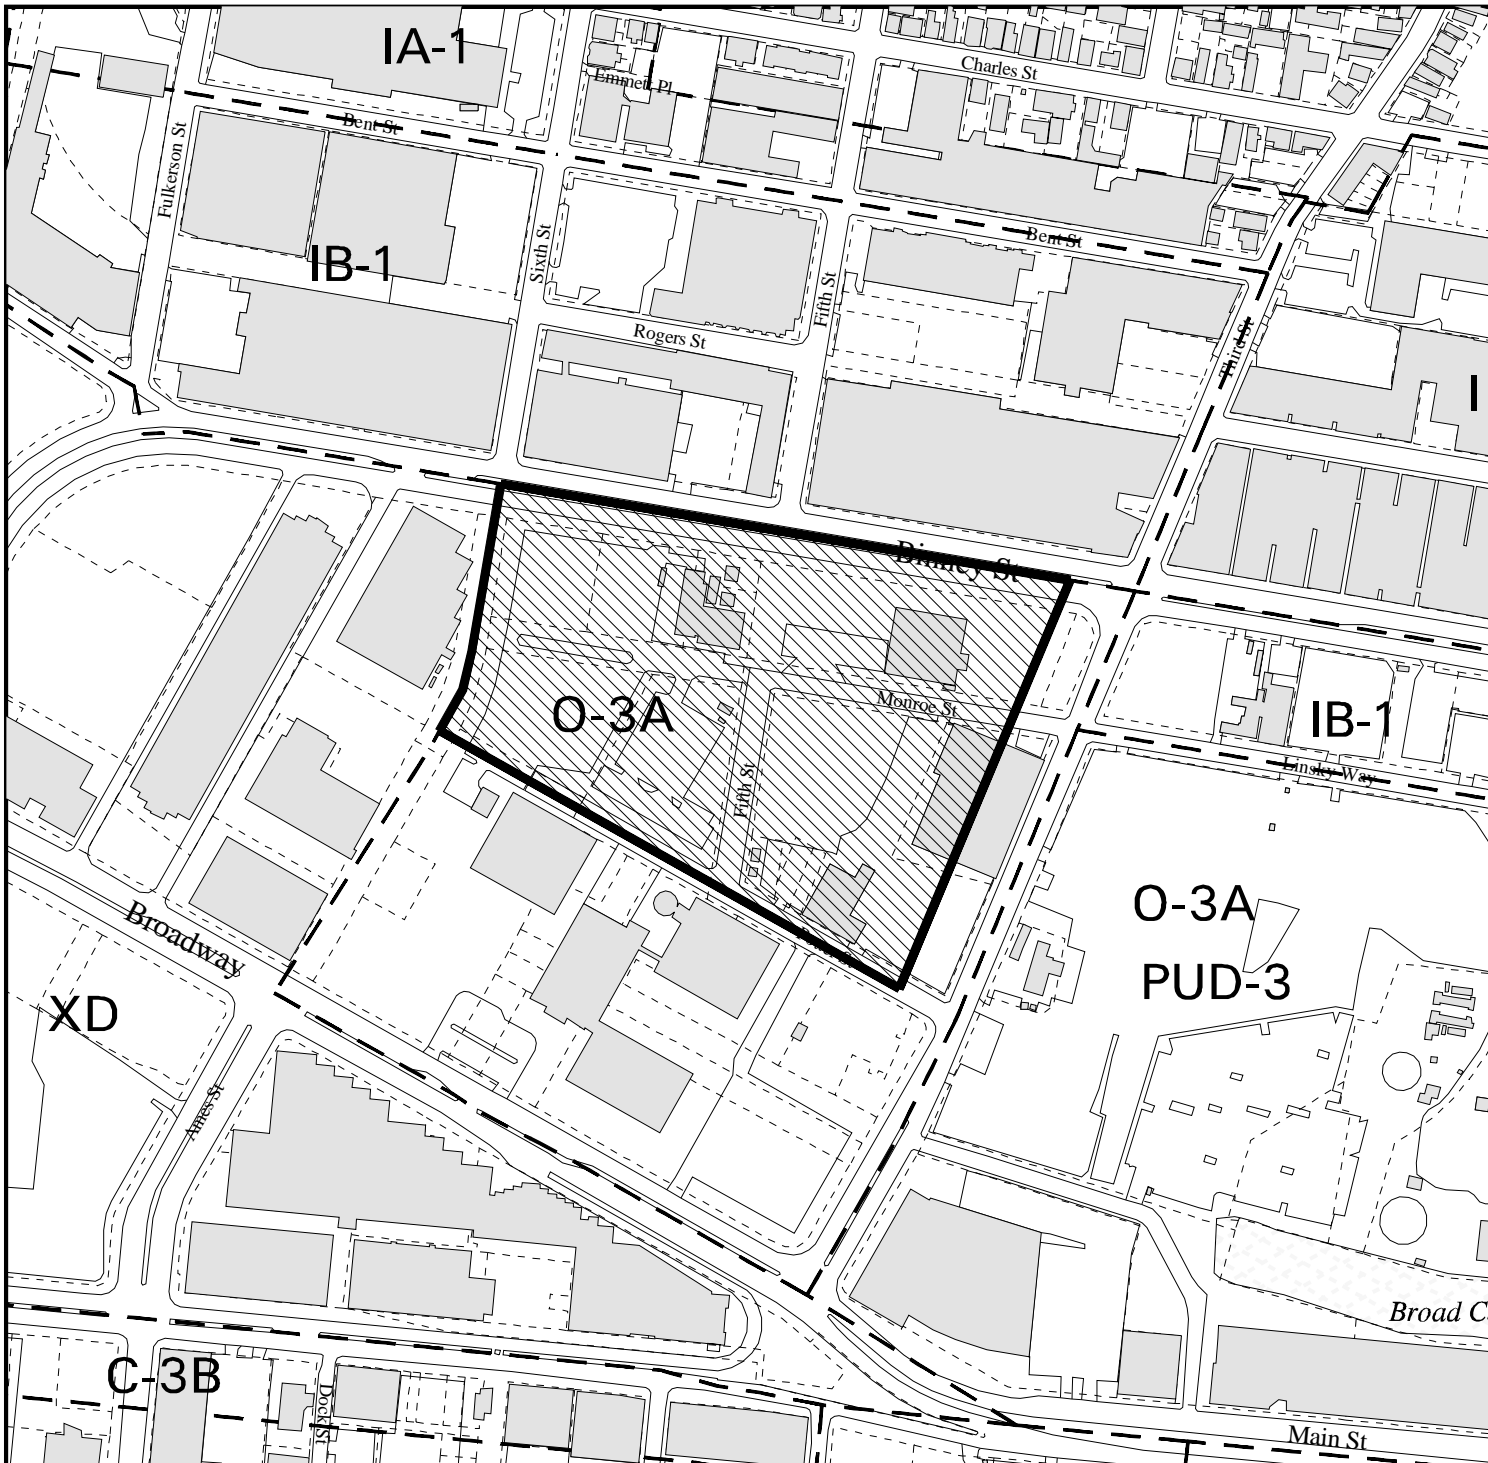 IA-1
Charles St
Emmett Pl
Bent St
Fulkerson St
IB-1
Sixth St
Bent St
Fifth St
Rogers St
Third St
I
Binney St
O-3A
Monroe St
IB-1
Linsky Way
Fifth St
O-3A
PUD-3
Broadway
XD
Ames St
Broad C
C-3B
Dock St
Main St